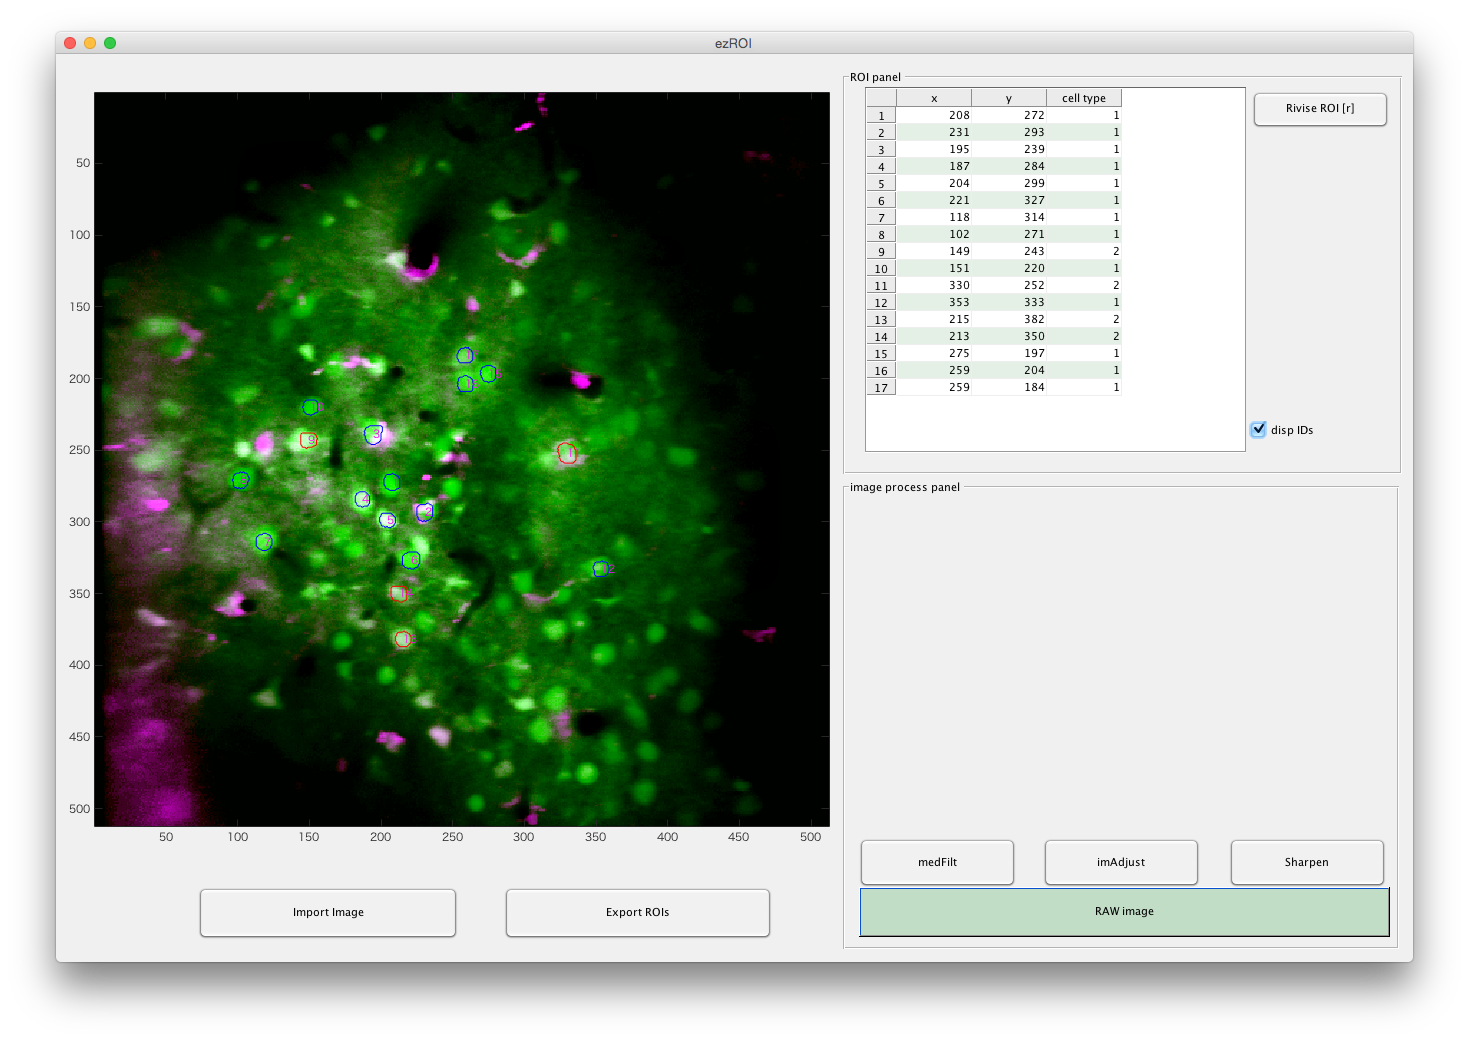 ezROI
ROI panel
x y cell type
1 208 272 1
2 231 293 1
3 195 239 1
4 187 284 1
5 204 299 1
6 221 327 1
7 118 314 1
8 102 271 1
9 149 243 2
10 151 220 1
11 330 252 2
12 353 333 1
13 215 382 2
14 213 350 2
15 275 197 1
16 259 204 1
17 259 184 1
Rivise ROI [r]
disp IDs
50
100
150
200
250
300
350
400
450
500
50 100 150 200 250 300 350 400 450 500
9
3
4
5
2
6
7
image process panel
medFilt imAdjust Sharpen
RAW image
Import Image Export ROIs